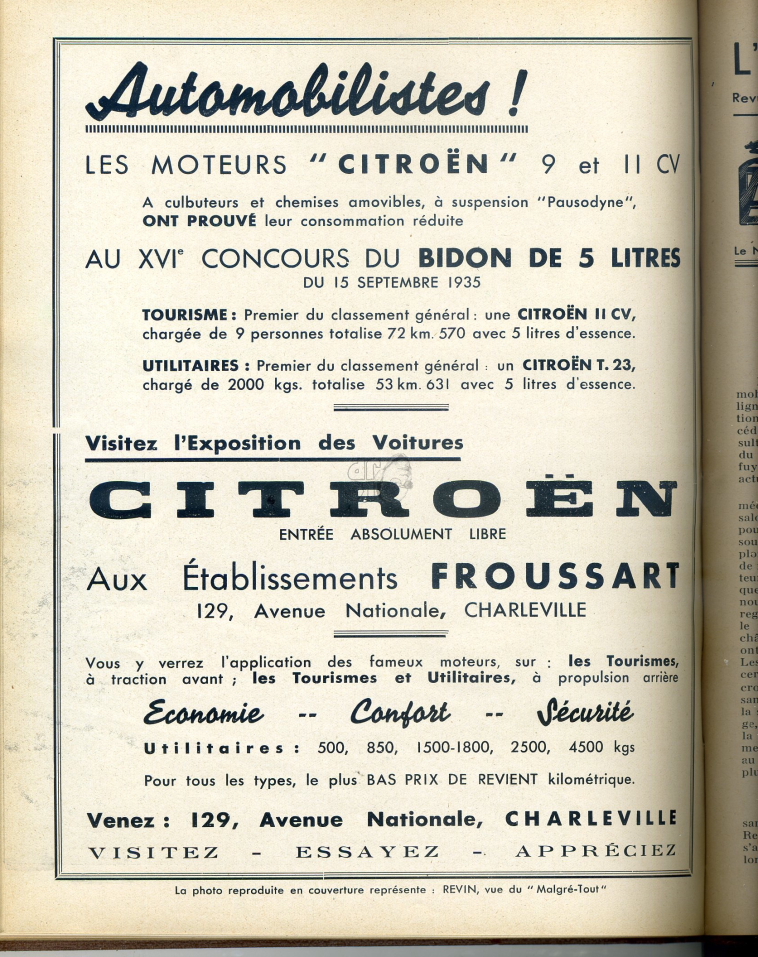 Automobilistes !
LES MOTEURS " CITROËN " 9 et II CV
A culbuteurs et chemises amovibles, à suspension "Pausodyne",
ONT PROUVÉ leur consommation réduite
AU XVIe CONCOURS DU BIDON DE 5 LITRES
DU 15 SEPTEMBRE 1935
TOURISME : Premier du classement général : une CITROËN II CV,
chargée de 9 personnes totalise 72 km. 570 avec 5 litres d'essence.
UTILITAIRES : Premier du classement général : un CITROËN T. 23,
chargé de 2000 kgs. totalise 53 km. 631 avec 5 litres d'essence.
Visitez l'Exposition des Voitures
CITROËN
ENTRÉE ABSOLUMENT LIBRE
Aux Établissements FROUSSART
129, Avenue Nationale, CHARLEVILLE
Vous y verrez l'application des fameux moteurs, sur : les Tourismes,
à traction avant ; les Tourismes et Utilitaires, à propulsion arrière
Economie -- Confort -- Sécurité
Utilitaires : 500, 850, 1500-1800, 2500, 4500 kgs
Pour tous les types, le plus BAS PRIX DE REVIENT kilométrique.
Venez : 129, Avenue Nationale, CHARLEVILLE
VISITEZ - ESSAYEZ - APPRÉCIEZ
La photo reproduite en couverture représente : REVIN, vue du "Malgré-Tout"
L'
Revu
Le N